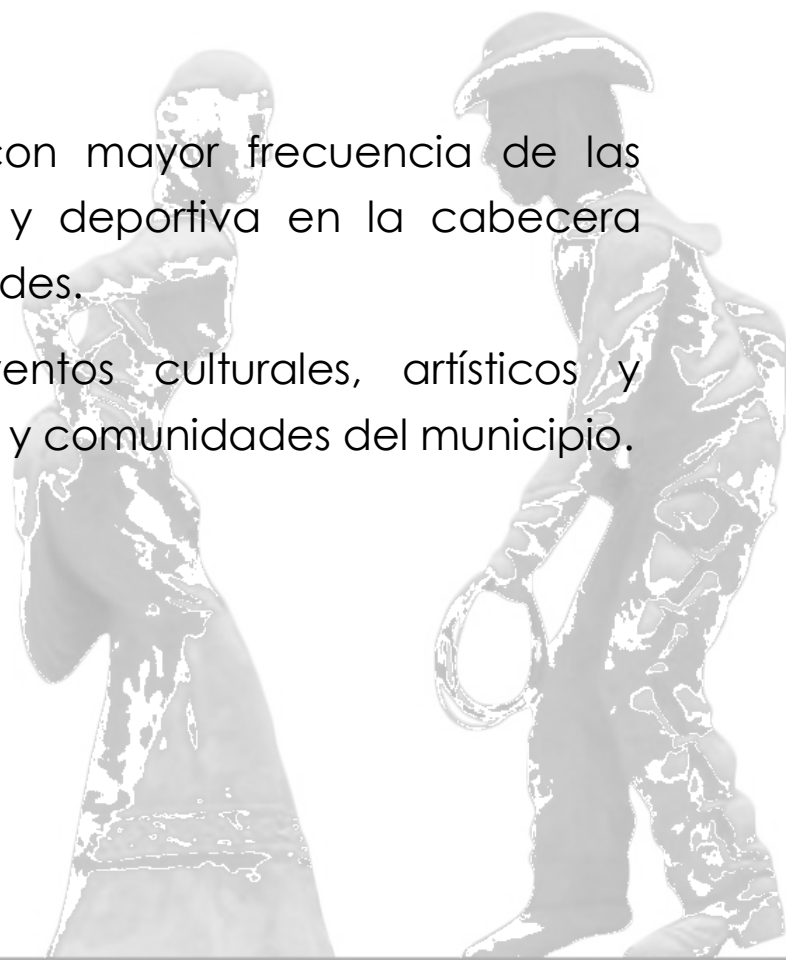 con mayor frecuencia de las
y deportiva en la cabecera
des.
entos culturales, artísticos y
y comunidades del municipio.